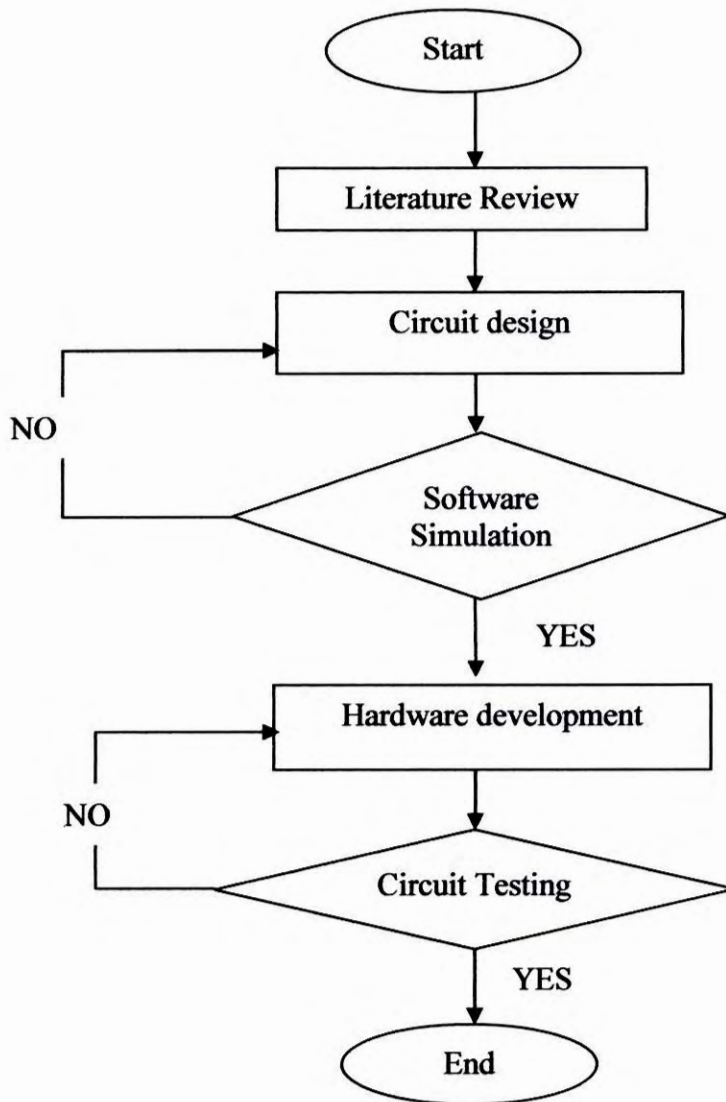 Start
Literature Review
Circuit design
NO
Software
Simulation
YES
Hardware development
NO
Circuit Testing
YES
End